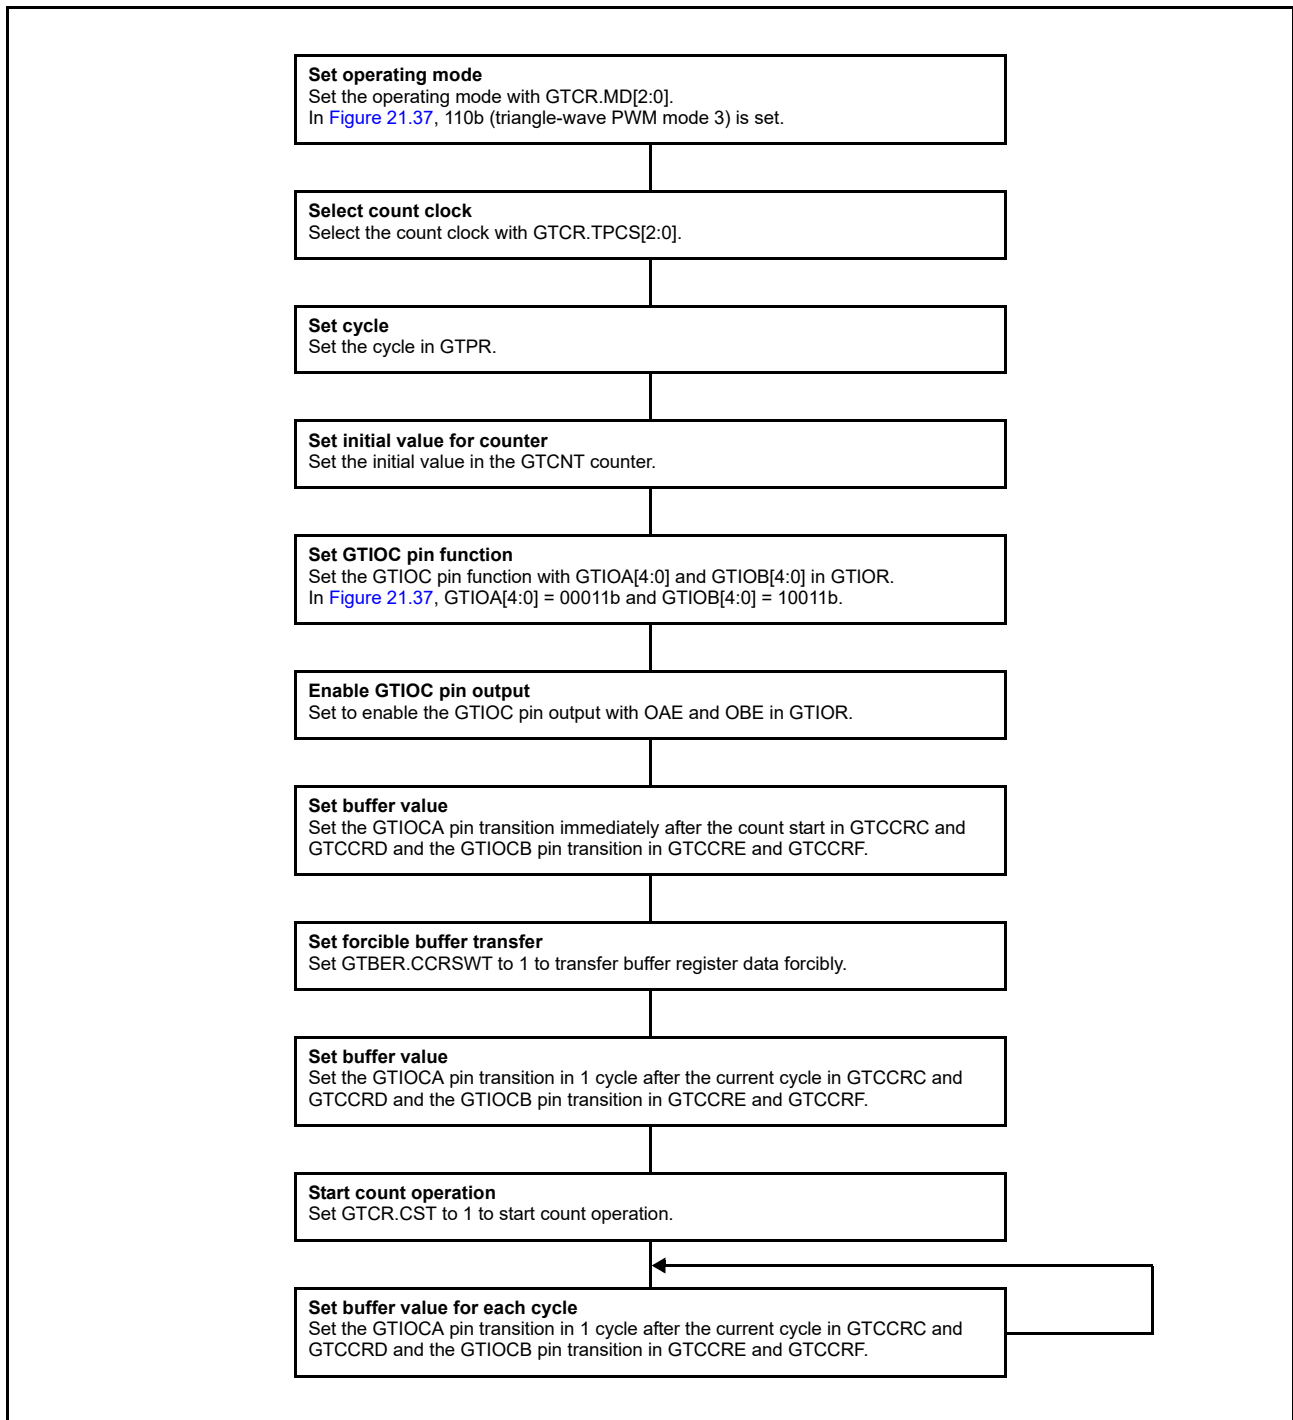 Set operating mode
Set the operating mode with GTCR.MD[2:0].
In Figure 21.37, 110b (triangle-wave PWM mode 3) is set.
Select count clock
Select the count clock with GTCR.TPCS[2:0].
Set cycle
Set the cycle in GTPR.
Set initial value for counter
Set the initial value in the GTCNT counter.
Set GTIOC pin function
Set the GTIOC pin function with GTIOA[4:0] and GTIOB[4:0] in GTIOR.
In Figure 21.37, GTIOA[4:0] = 00011b and GTIOB[4:0] = 10011b.
Enable GTIOC pin output
Set to enable the GTIOC pin output with OAE and OBE in GTIOR.
Set buffer value
Set the GTIOCA pin transition immediately after the count start in GTCCRC and
GTCCRD and the GTIOCB pin transition in GTCCRE and GTCCRF.
Set forcible buffer transfer
Set GTBER.CCRSWT to 1 to transfer buffer register data forcibly.
Set buffer value
Set the GTIOCA pin transition in 1 cycle after the current cycle in GTCCRC and
GTCCRD and the GTIOCB pin transition in GTCCRE and GTCCRF.
Start count operation
Set GTCR.CST to 1 to start count operation.
Set buffer value for each cycle
Set the GTIOCA pin transition in 1 cycle after the current cycle in GTCCRC and
GTCCRD and the GTIOCB pin transition in GTCCRE and GTCCRF.